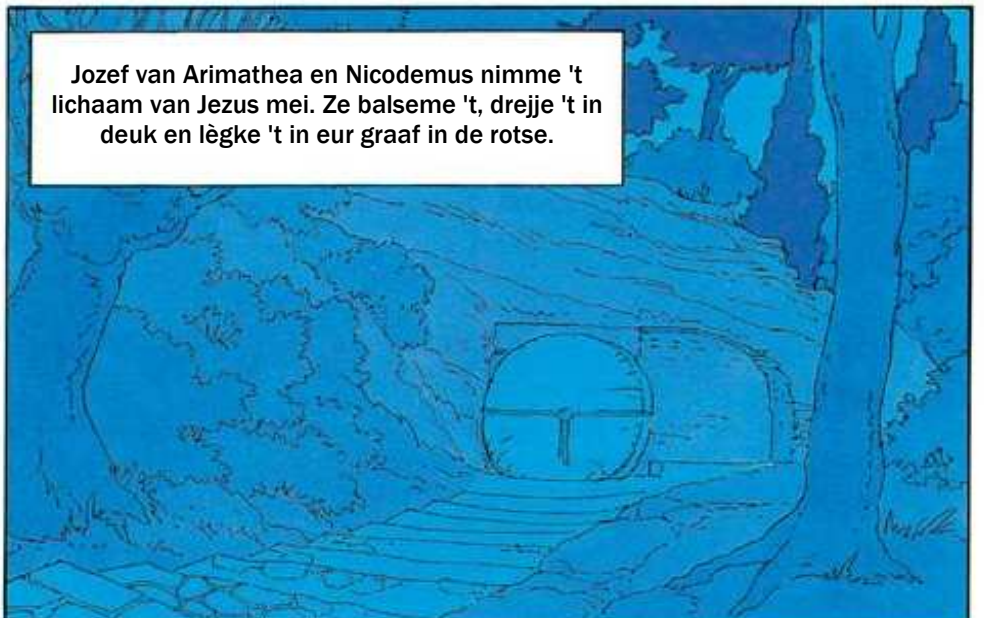 Jozef van Arimathea en Nicodemus nimme 't
lichaam van Jezus mei. Ze balseme 't, drejje 't in
deuk en lègke 't in eur graaf in de rotse.